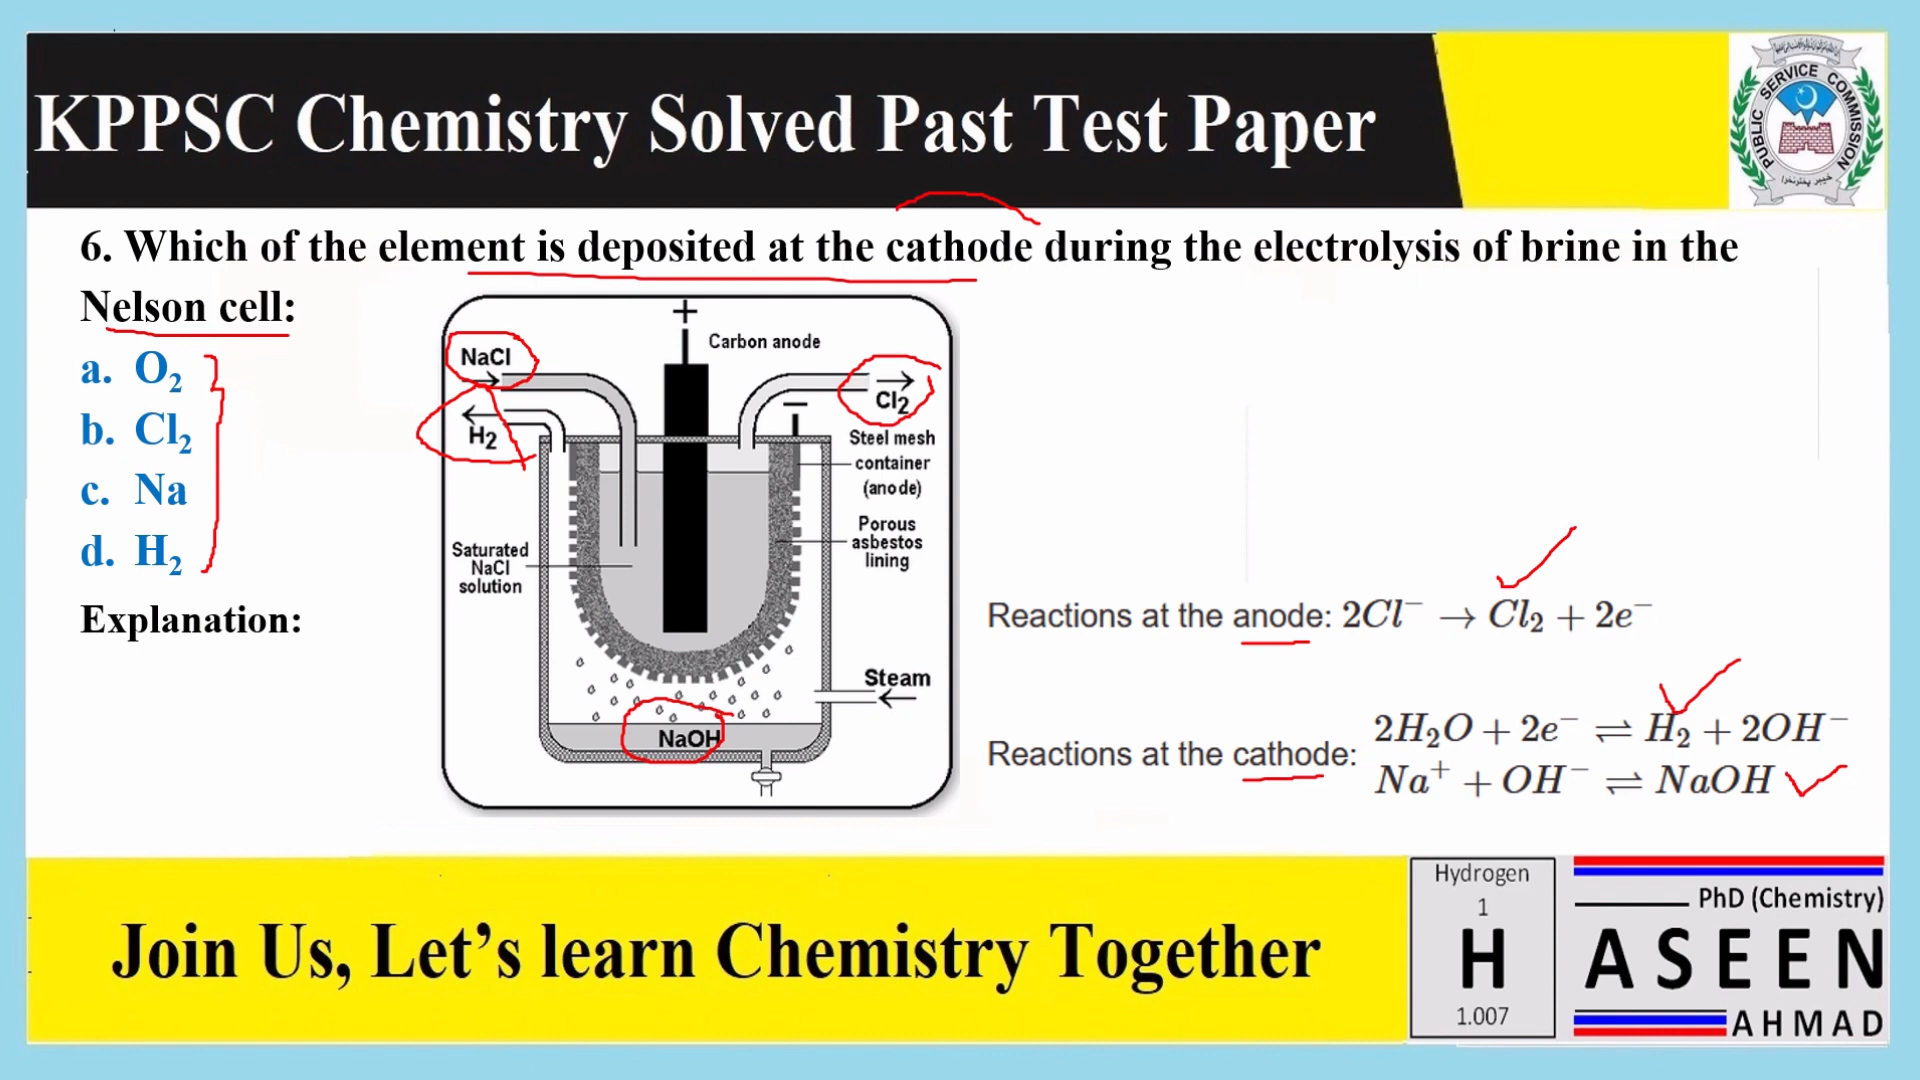 KPPSC Chemistry Solved Past Test Paper
PUBLIC SERVICE COMMISSION
6. Which of the element is deposited at the cathode during the electrolysis of brine in the
Nelson cell:
a. O₂
b. Cl₂
c. Na
d. H₂
Explanation:
+
Carbon anode
NaCl
→
←
H₂
→
Cl₂
−
Steel mesh
container
(anode)
Porous
asbestos
lining
Saturated
NaCl
solution
Steam
←
NaOH
Reactions at the anode: 2Cl⁻ → Cl₂ + 2e⁻
Reactions at the cathode:
2H₂O + 2e⁻ ⇌ H₂ + 2OH⁻
Na⁺ + OH⁻ ⇌ NaOH
Join Us, Let’s learn Chemistry Together
Hydrogen
1
H
1.007
PhD (Chemistry)
ASEEN
AHMAD